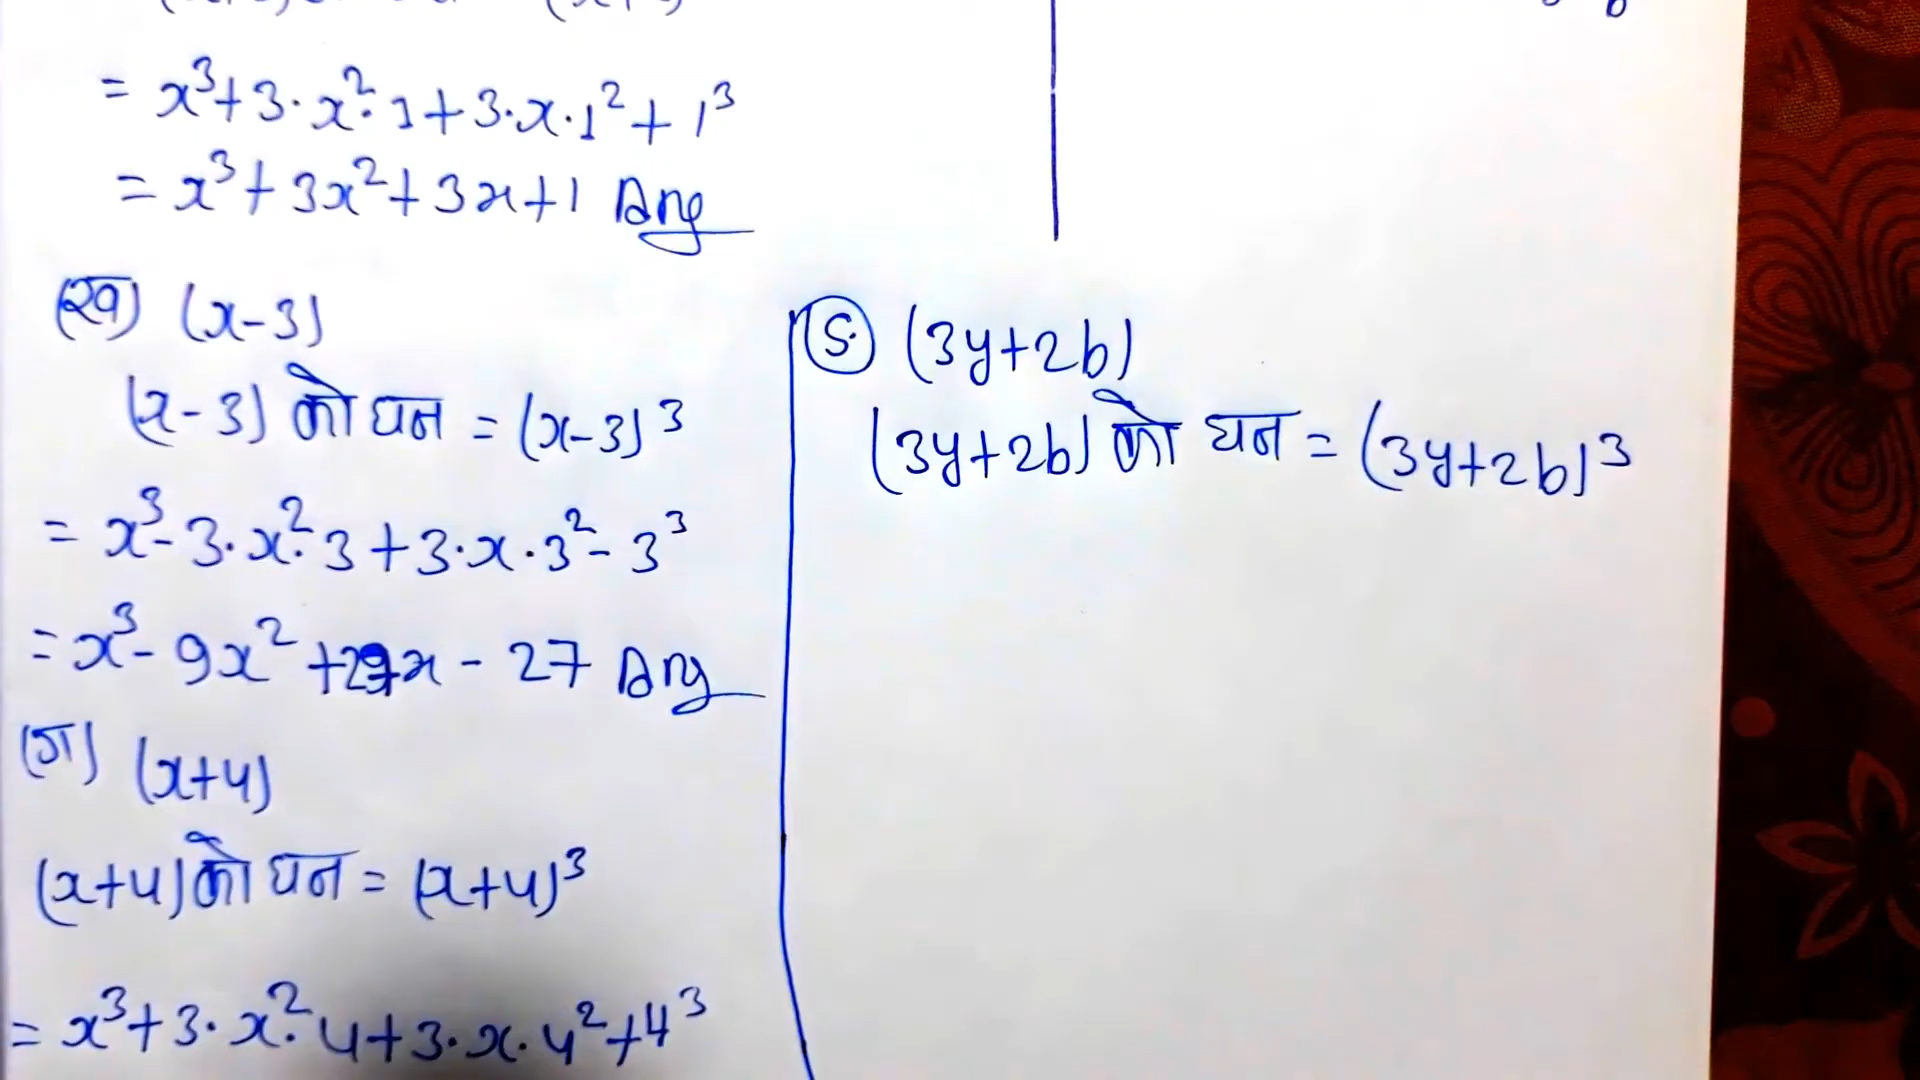 = x³+3·x²·1+3·x·1²+1³
= x³+3x²+3x+1 Ans
(ख) (x-3)
(x-3) को घन = (x-3)³
= x³-3·x²·3+3·x·3²-3³
= x³-9x²+27x-27 Ans
(ग) (x+4)
(x+4) को घन = (x+4)³
= x³+3·x²·4+3·x·4²+4³
(ङ) (3y+2b)
(3y+2b) को घन = (3y+2b)³